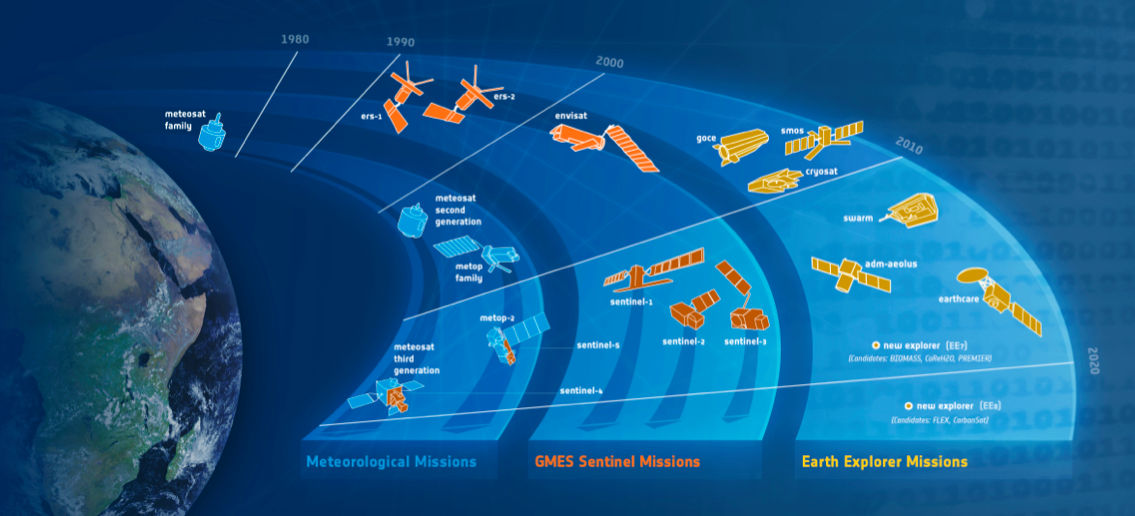 1980
1990
2000
2010
2020
meteosat
family
ers-1
ers-2
envisat
goce
smos
cryosat
meteosat
second
generation
metop
family
swarm
adm-aeolus
earthcare
sentinel-1
sentinel-2
sentinel-3
metop-2
sentinel-5
meteosat
third
generation
sentinel-4
new explorer (EE7)
(Candidates: BIOMASS, CoReH2O, PREMIER)
new explorer (EE8)
(Candidates: FLEX, CarbonSat)
Meteorological Missions
GMES Sentinel Missions
Earth Explorer Missions